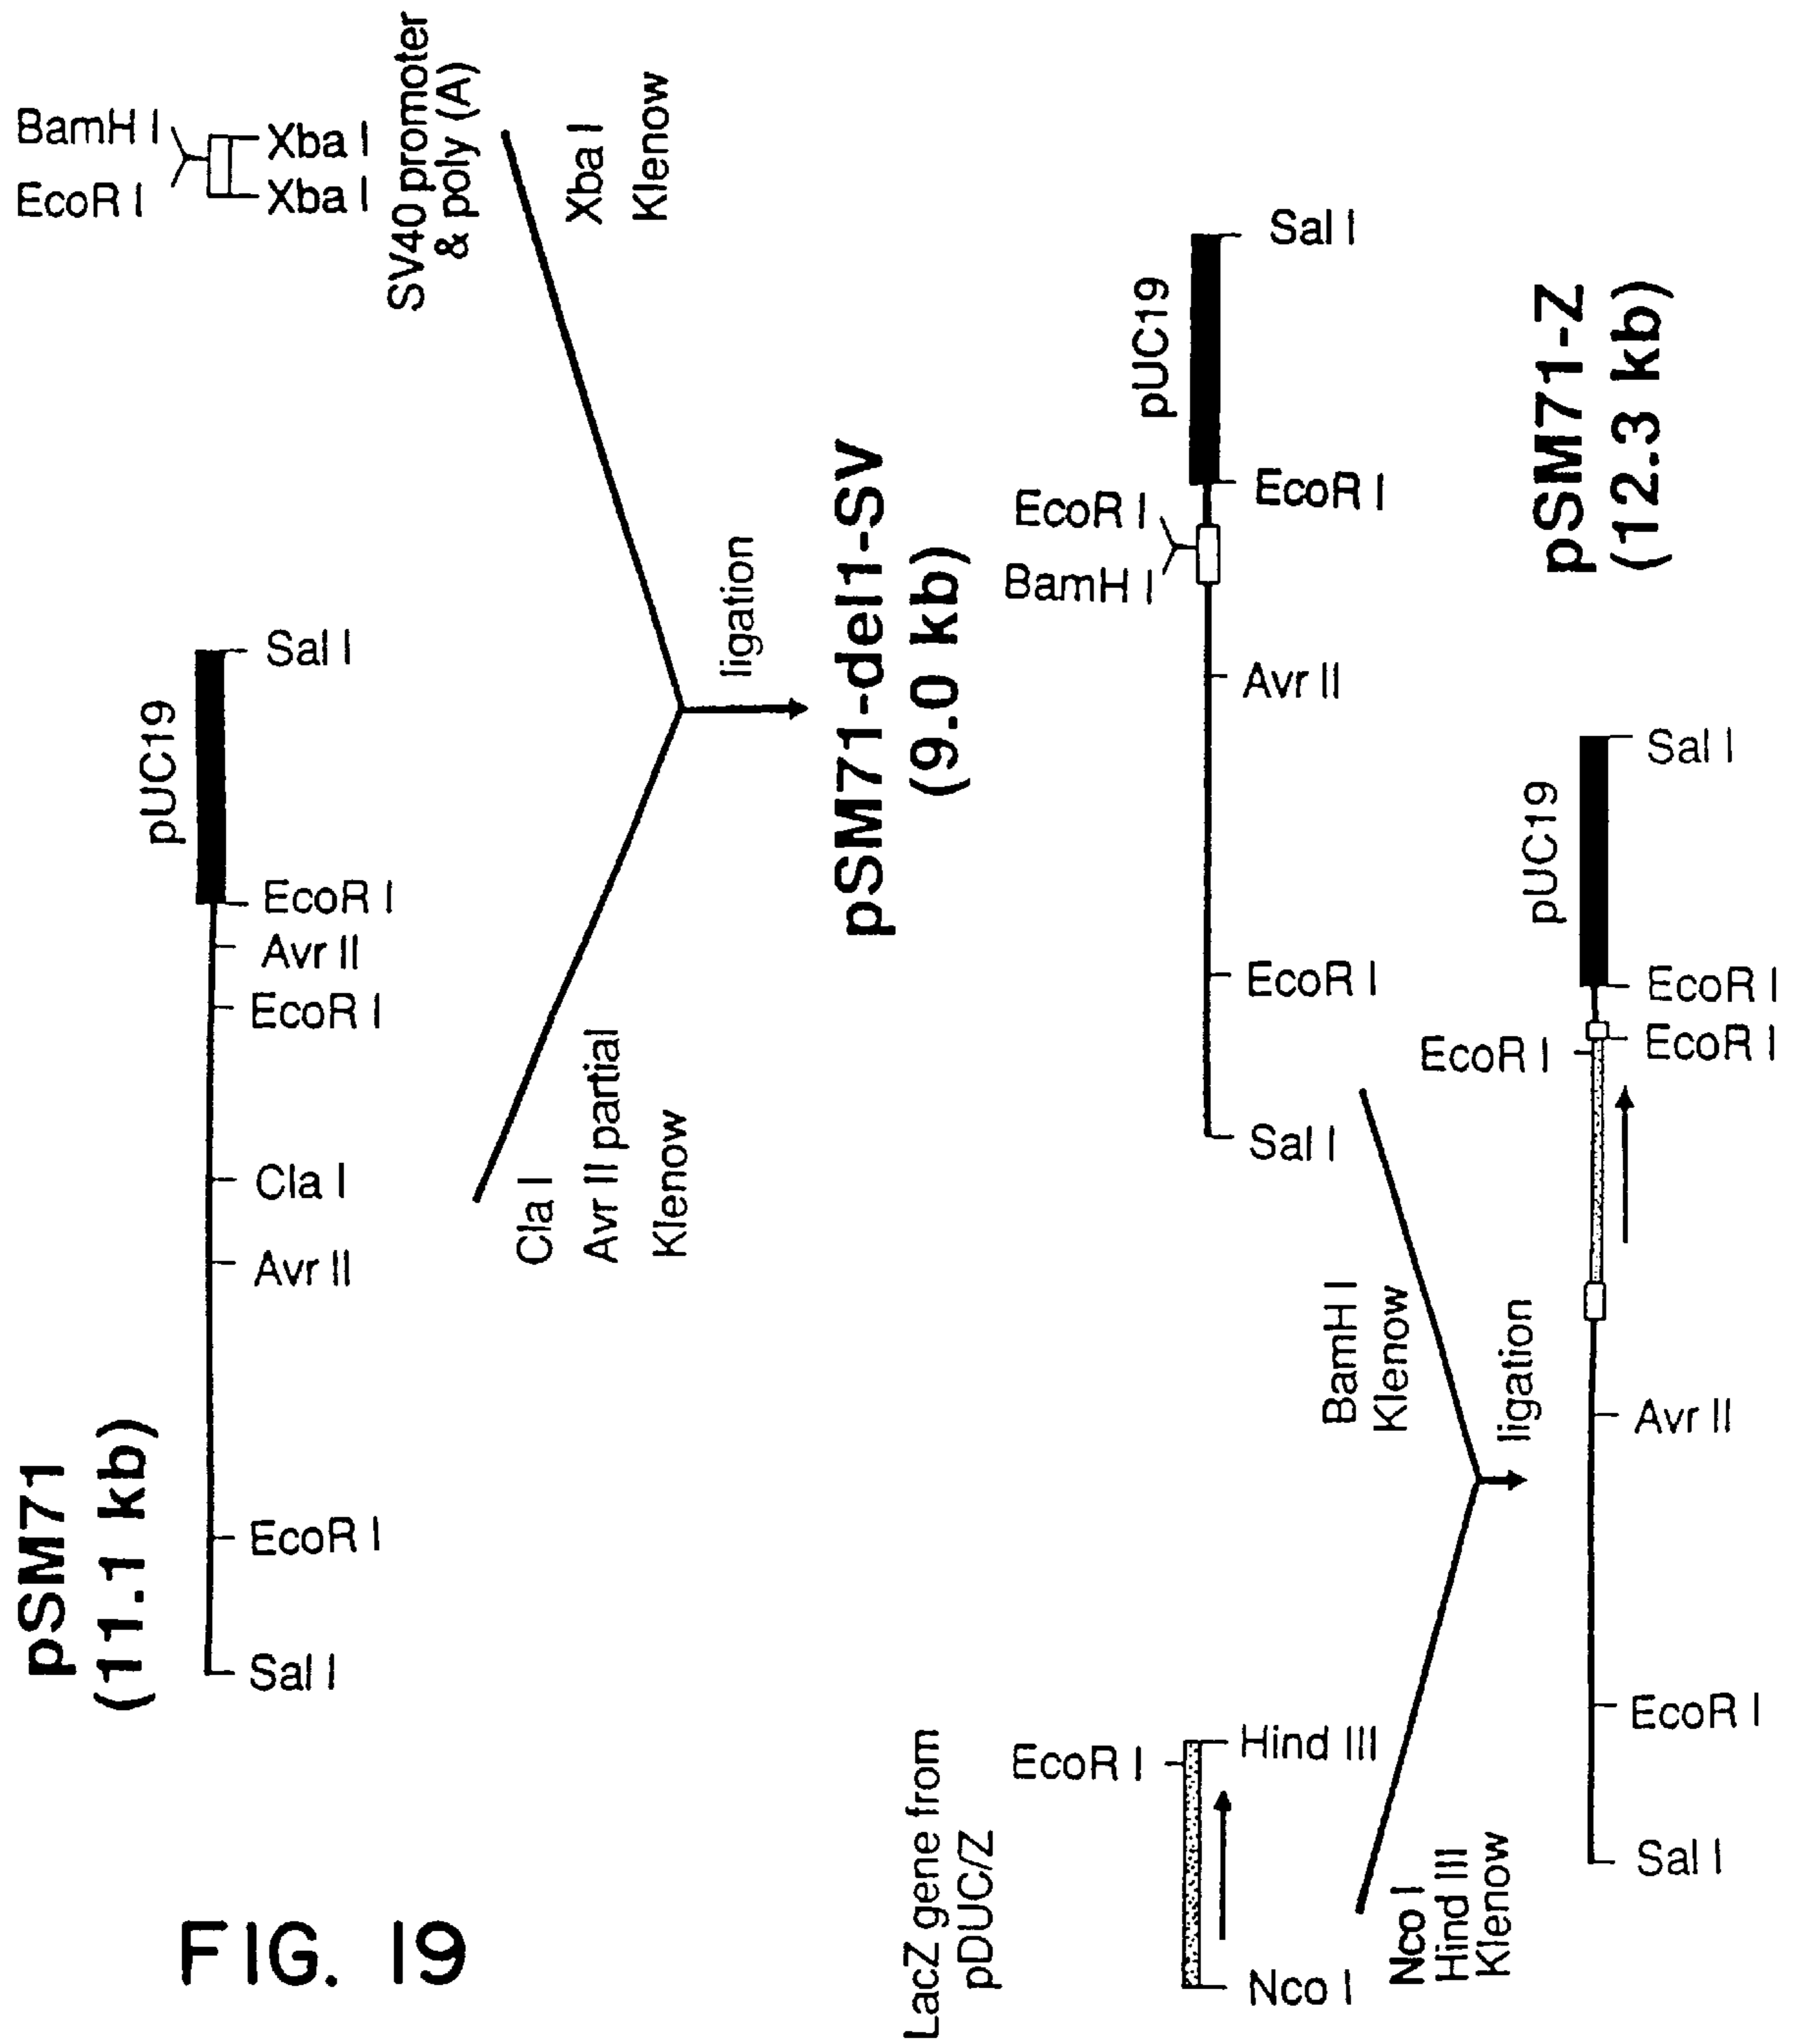 FIG. 19
pSM71
(11.1 kb)
pUC19
Sal I
EcoR I
Avr II
Cla I
EcoR I
Avr II
EcoR I
Sal I
EcoR I
BamH I
Xba I
Xba I
SV40 promoter
& poly (A)
Cla I
Avr II partial
Klenow
Xba I
Klenow
ligation
pSM71-del1-SV
(9.0 kb)
LacZ gene from
pDUC/Z
EcoR I
Nco I
Hind III
BamH I
EcoR I
pUC19
Sal I
EcoR I
Avr II
EcoR I
Sal I
Nco I
Hind III
Klenow
BamH I
Klenow
ligation
pSM71-Z
(12.3 kb)
EcoR I
pUC19
Sal I
EcoR I
Avr II
EcoR I
EcoR I
Sal I